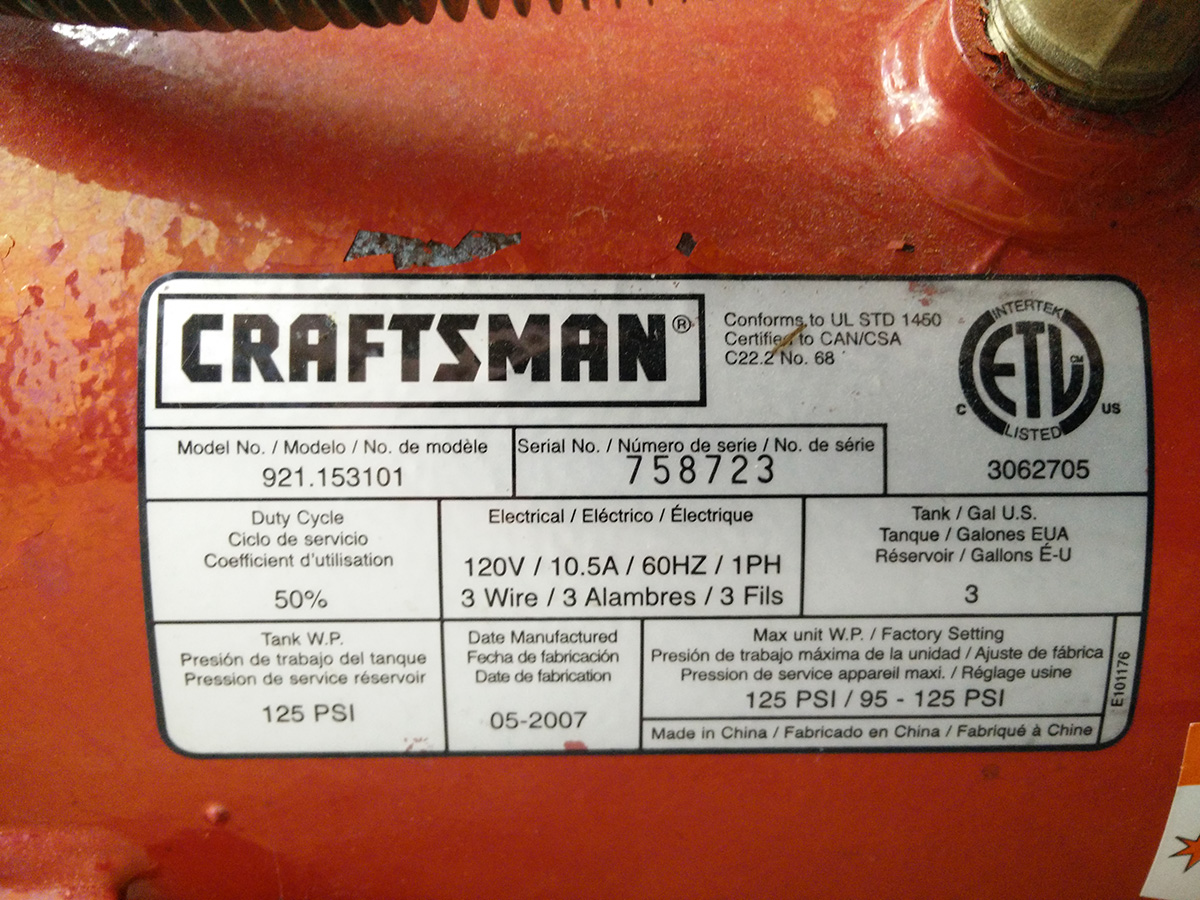 CRAFTSMAN®
Conforms to UL STD 1450
Certified to CAN/CSA
C22.2 No. 68
INTERTEK
ETL CM
C US
LISTED
3062705
Model No. / Modelo / No. de modèle
921.153101
Serial No. / Número de serie / No. de série
758723
Duty Cycle
Ciclo de servicio
Coefficient d'utilisation
50%
Electrical / Eléctrico / Électrique
120V / 10.5A / 60HZ / 1PH
3 Wire / 3 Alambres / 3 Fils
Tank / Gal U.S.
Tanque / Galones EUA
Réservoir / Gallons É-U
3
Tank W.P.
Presión de trabajo del tanque
Pression de service réservoir
125 PSI
Date Manufactured
Fecha de fabricación
Date de fabrication
05-2007
Max unit W.P. / Factory Setting
Presión de trabajo máxima de la unidad / Ajuste de fábrica
Pression de service appareil maxi. / Réglage usine
125 PSI / 95 - 125 PSI
Made in China / Fabricado en China / Fabriqué à Chine
E101176